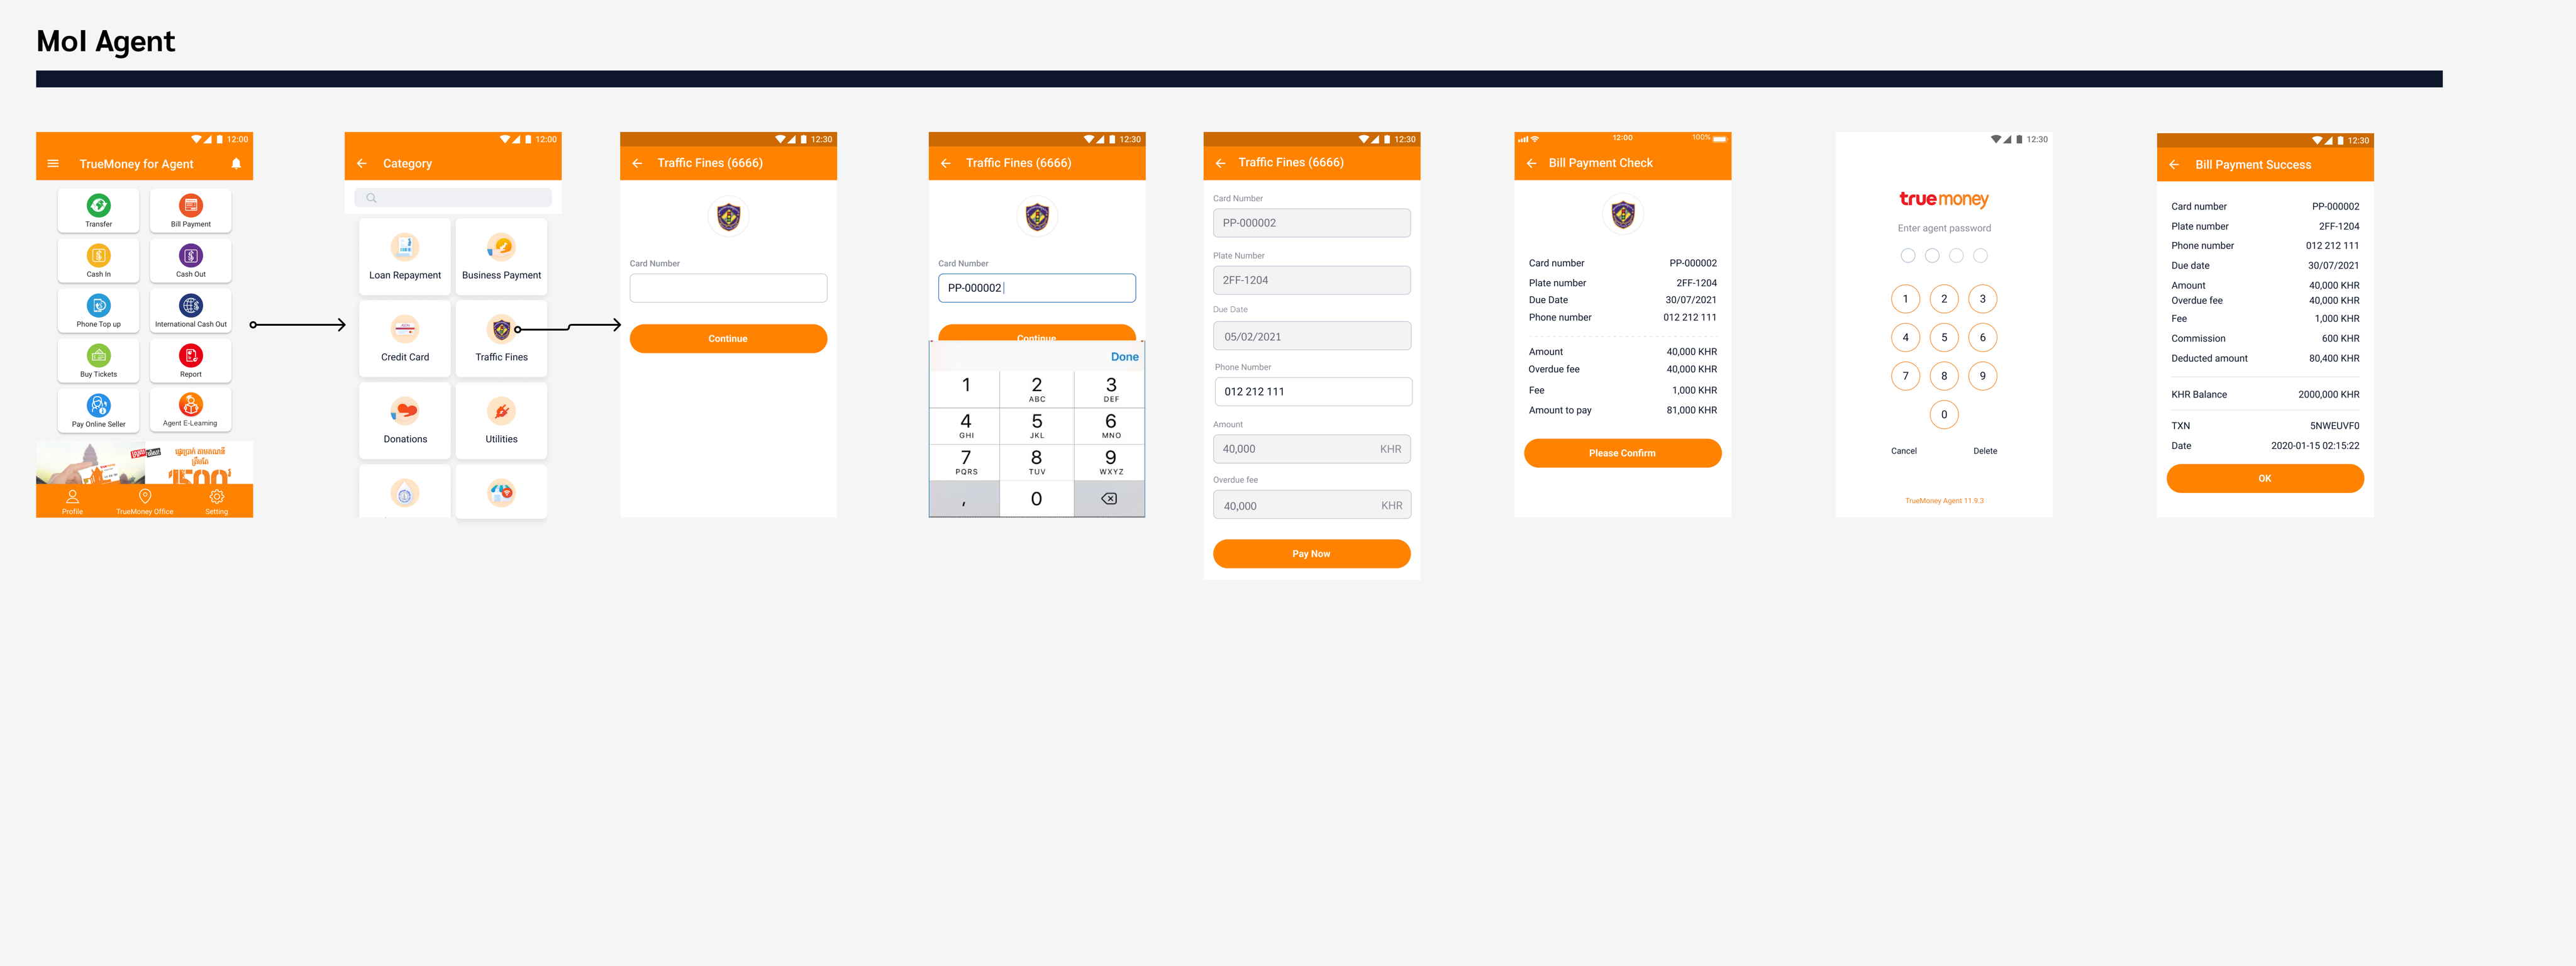 MoI Agent
12:00
TrueMoney for Agent
Transfer
Bill Payment
Cash In
Cash Out
Phone Top up
International Cash Out
Buy Tickets
Report
Pay Online Seller
Agent E-Learning
1500
Profile
TrueMoney Office
Setting
12:00
Category
Loan Repayment
Business Payment
Credit Card
Traffic Fines
Donations
Utilities
12:30
Traffic Fines (6666)
Card Number
Continue
12:30
Traffic Fines (6666)
Card Number
PP-000002
Continue
Done
1
2
ABC
3
DEF
4
GHI
5
JKL
6
MNO
7
PQRS
8
TUV
9
WXYZ
,
0
12:30
Traffic Fines (6666)
Card Number
PP-000002
Plate Number
2FF-1204
Due Date
05/02/2021
Phone Number
012 212 111
Amount
40,000 KHR
Overdue fee
40,000 KHR
Pay Now
12:00
100%
Bill Payment Check
Card number PP-000002
Plate number 2FF-1204
Due Date 30/07/2021
Phone number 012 212 111
Amount 40,000 KHR
Overdue fee 40,000 KHR
Fee 1,000 KHR
Amount to pay 81,000 KHR
Please Confirm
12:30
truemoney
Enter agent password
1 2 3
4 5 6
7 8 9
0
Cancel Delete
TrueMoney Agent 11.9.3
12:30
Bill Payment Success
Card number PP-000002
Plate number 2FF-1204
Phone number 012 212 111
Due date 30/07/2021
Amount 40,000 KHR
Overdue fee 40,000 KHR
Fee 1,000 KHR
Commission 600 KHR
Deducted amount 80,400 KHR
KHR Balance 2000,000 KHR
TXN 5NWEUVF0
Date 2020-01-15 02:15:22
OK